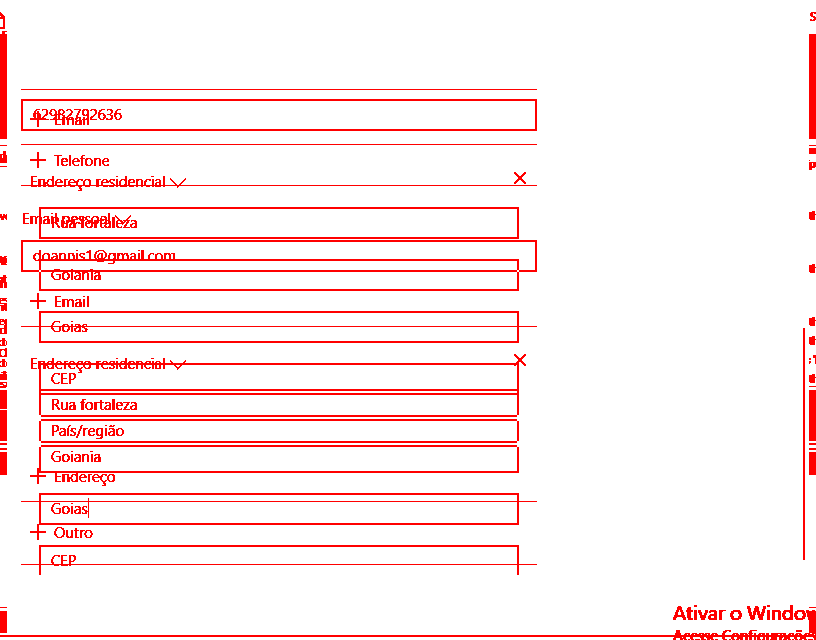 62982792636
Email
Telefone
Endereço residencial
Email pessoal
Rua fortaleza
doannis1@gmail.com
Goiania
Email
Goias
Endereço residencial
CEP
Rua fortaleza
País/região
Goiania
Endereço
Goias
Outro
CEP
Ativar o Window
Acesse Configurações